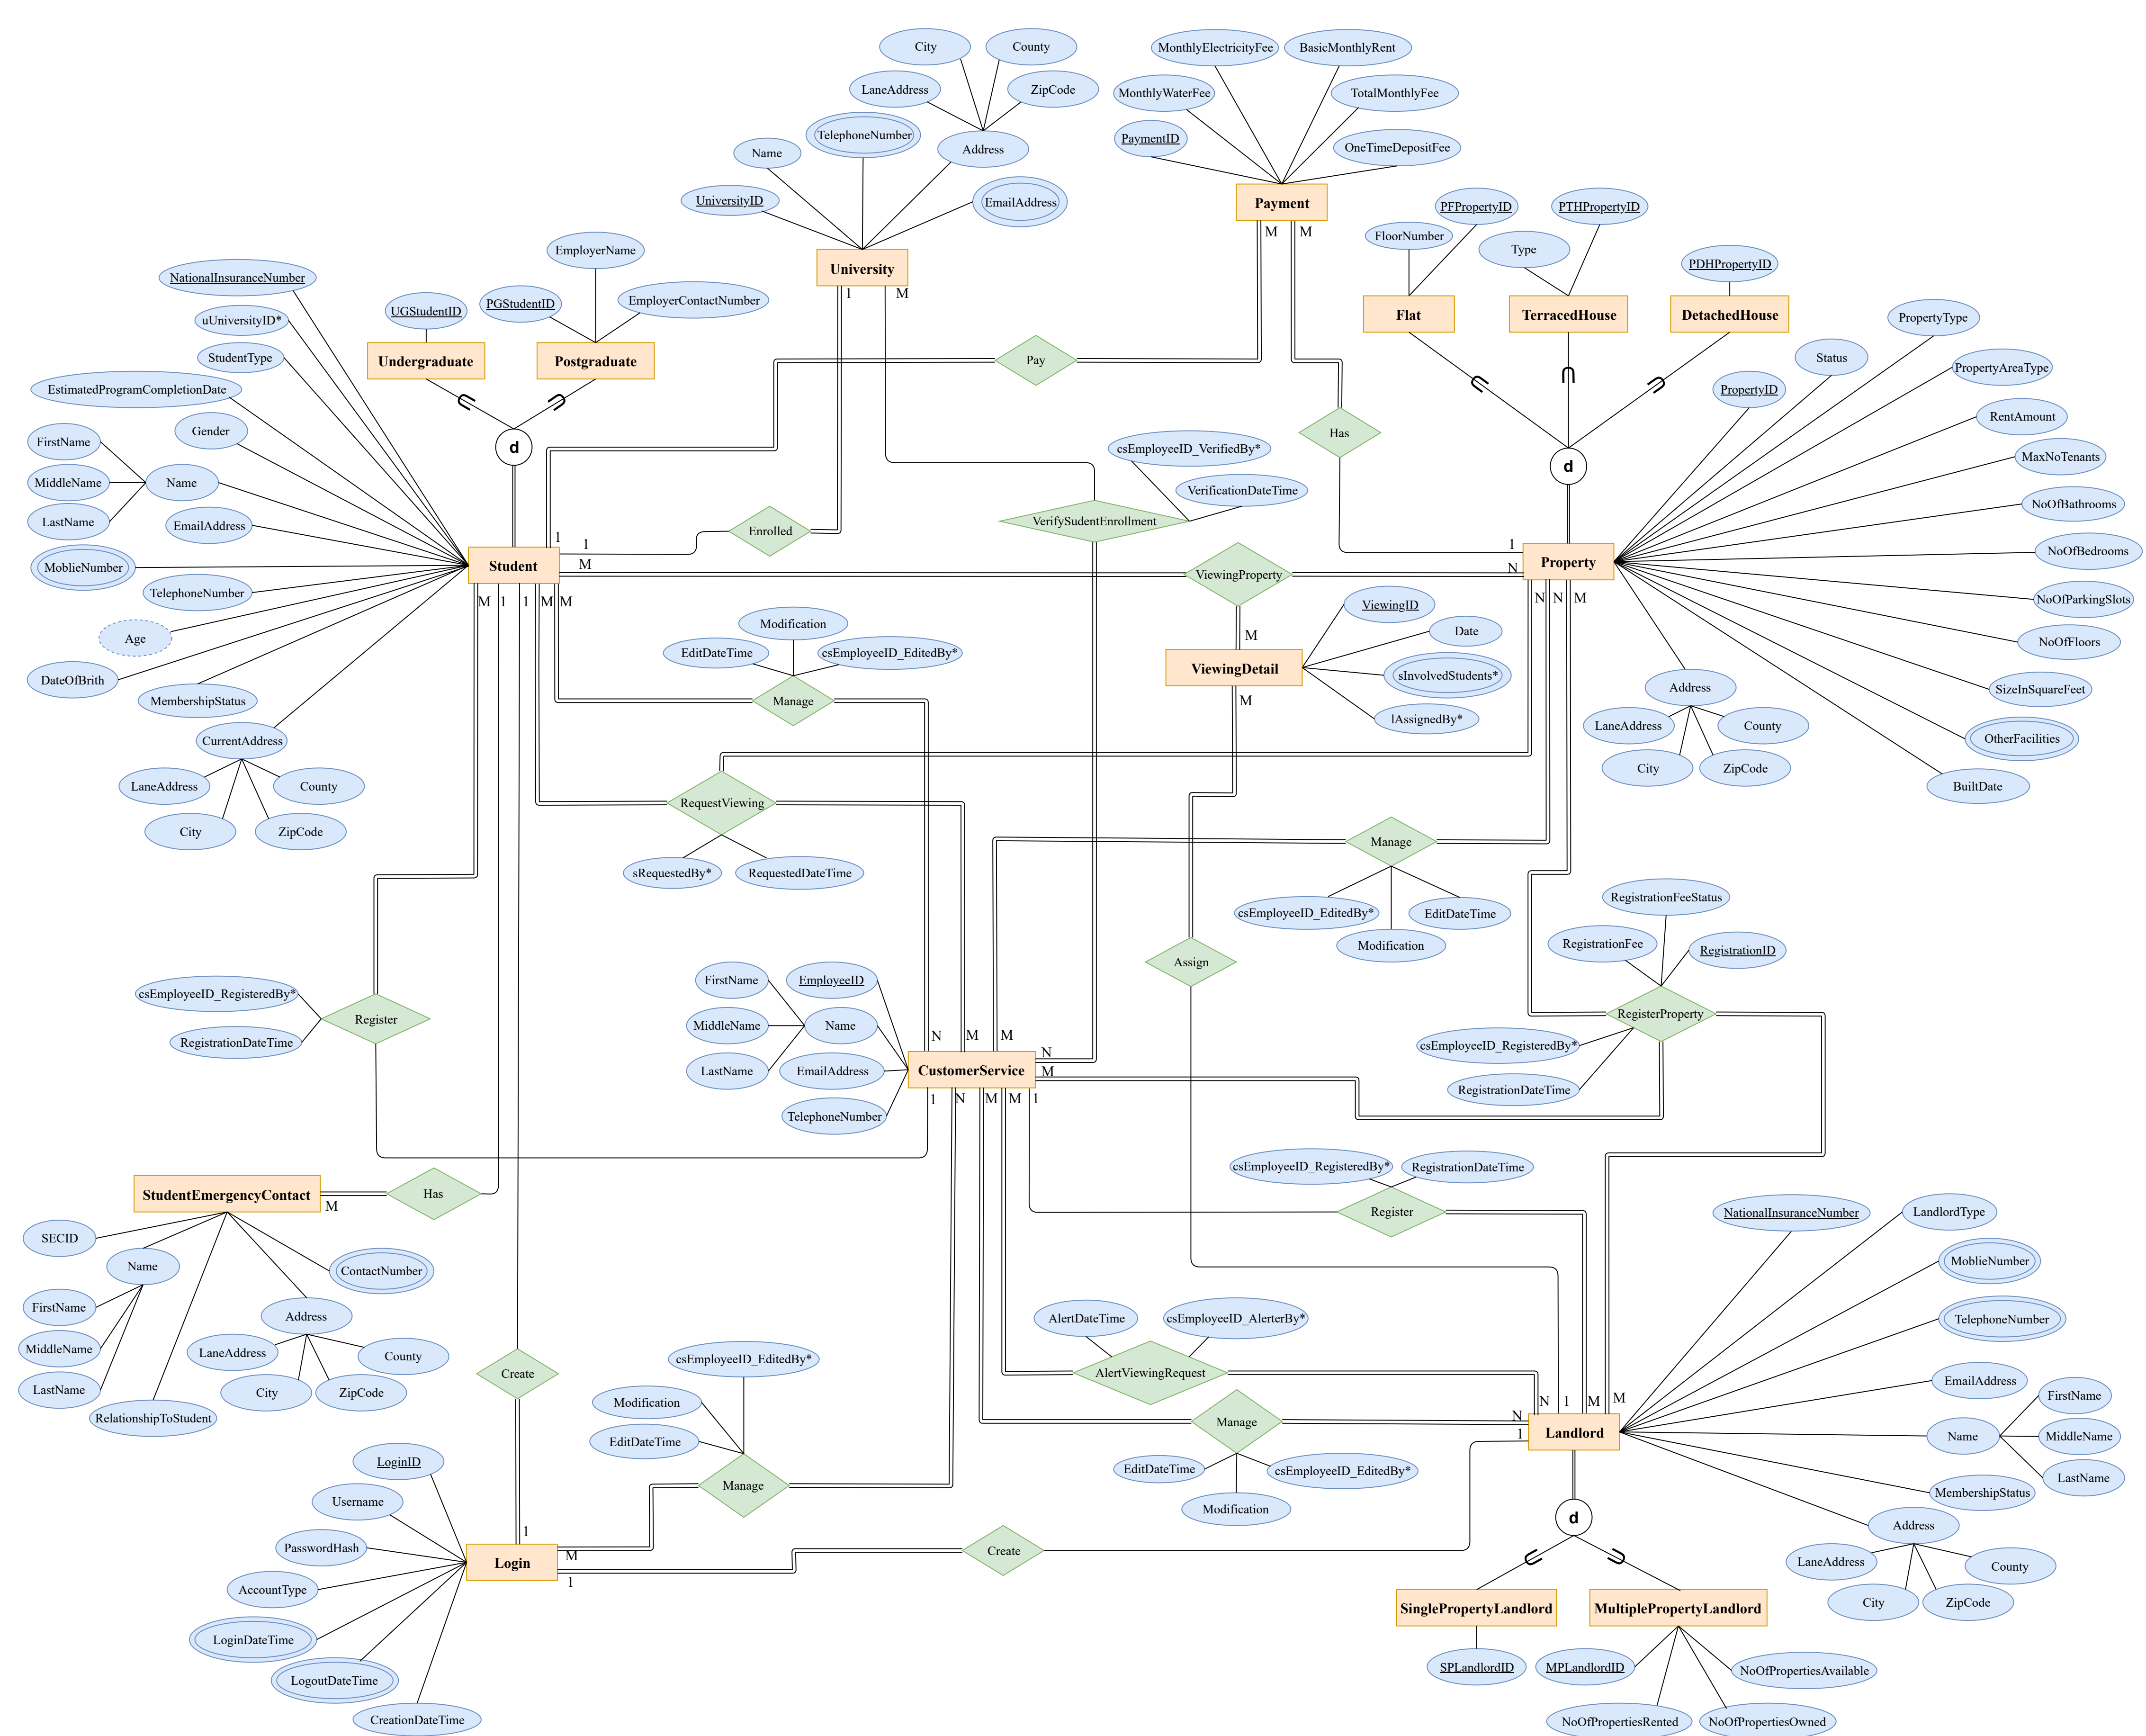 City
County
LaneAddress
ZipCode
TelephoneNumber
Name
Address
UniversityID
EmailAddress
University
1
M
MonthlyElectricityFee
BasicMonthlyRent
MonthlyWaterFee
TotalMonthlyFee
PaymentID
OneTimeDepositFee
Payment
M
M
Pay
Has
PFPropertyID
PTHPropertyID
FloorNumber
Type
PDHPropertyID
Flat
TerracedHouse
DetachedHouse
d
EmployerName
UGStudentID
PGStudentID
EmployerContactNumber
Undergraduate
Postgraduate
d
NationalInsuranceNumber
uUniversityID*
StudentType
EstimatedProgramCompletionDate
Gender
FirstName
MiddleName
Name
LastName
EmailAddress
MoblieNumber
TelephoneNumber
Age
DateOfBrith
MembershipStatus
CurrentAddress
LaneAddress
County
City
ZipCode
Student
1
1
M
M
1
1
M
M
Enrolled
csEmployeeID_VerifiedBy*
VerificationDateTime
VerifySudentEnrollment
ViewingProperty
PropertyType
Status
PropertyAreaType
PropertyID
RentAmount
MaxNoTenants
NoOfBathrooms
NoOfBedrooms
NoOfParkingSlots
NoOfFloors
SizeInSquareFeet
OtherFacilities
BuiltDate
Address
LaneAddress
County
City
ZipCode
Property
1
N
N
N
M
Modification
EditDateTime
csEmployeeID_EditedBy*
Manage
M
ViewingDetail
M
ViewingID
Date
sInvolvedStudents*
lAssignedBy*
RequestViewing
sRequestedBy*
RequestedDateTime
Manage
csEmployeeID_EditedBy*
EditDateTime
Modification
RegistrationFeeStatus
RegistrationFee
RegistrationID
RegisterProperty
csEmployeeID_RegisteredBy*
RegistrationDateTime
Assign
csEmployeeID_RegisteredBy*
RegistrationDateTime
Register
FirstName
EmployeeID
MiddleName
Name
LastName
EmailAddress
TelephoneNumber
CustomerService
N
M
M
N
M
1
N
M
M
1
csEmployeeID_RegisteredBy*
RegistrationDateTime
Register
StudentEmergencyContact
M
Has
SECID
Name
ContactNumber
FirstName
MiddleName
LastName
Address
LaneAddress
County
City
ZipCode
RelationshipToStudent
Create
csEmployeeID_EditedBy*
Modification
EditDateTime
Manage
AlertDateTime
csEmployeeID_AlerterBy*
AlertViewingRequest
Manage
EditDateTime
csEmployeeID_EditedBy*
Modification
NationalInsuranceNumber
LandlordType
MoblieNumber
TelephoneNumber
EmailAddress
Name
FirstName
MiddleName
LastName
MembershipStatus
Address
LaneAddress
County
City
ZipCode
N
1
M
M
N
1
Landlord
d
SinglePropertyLandlord
MultiplePropertyLandlord
SPLandlordID
MPLandlordID
NoOfPropertiesAvailable
NoOfPropertiesRented
NoOfPropertiesOwned
LoginID
Username
PasswordHash
AccountType
LoginDateTime
LogoutDateTime
CreationDateTime
1
Login
M
1
Create